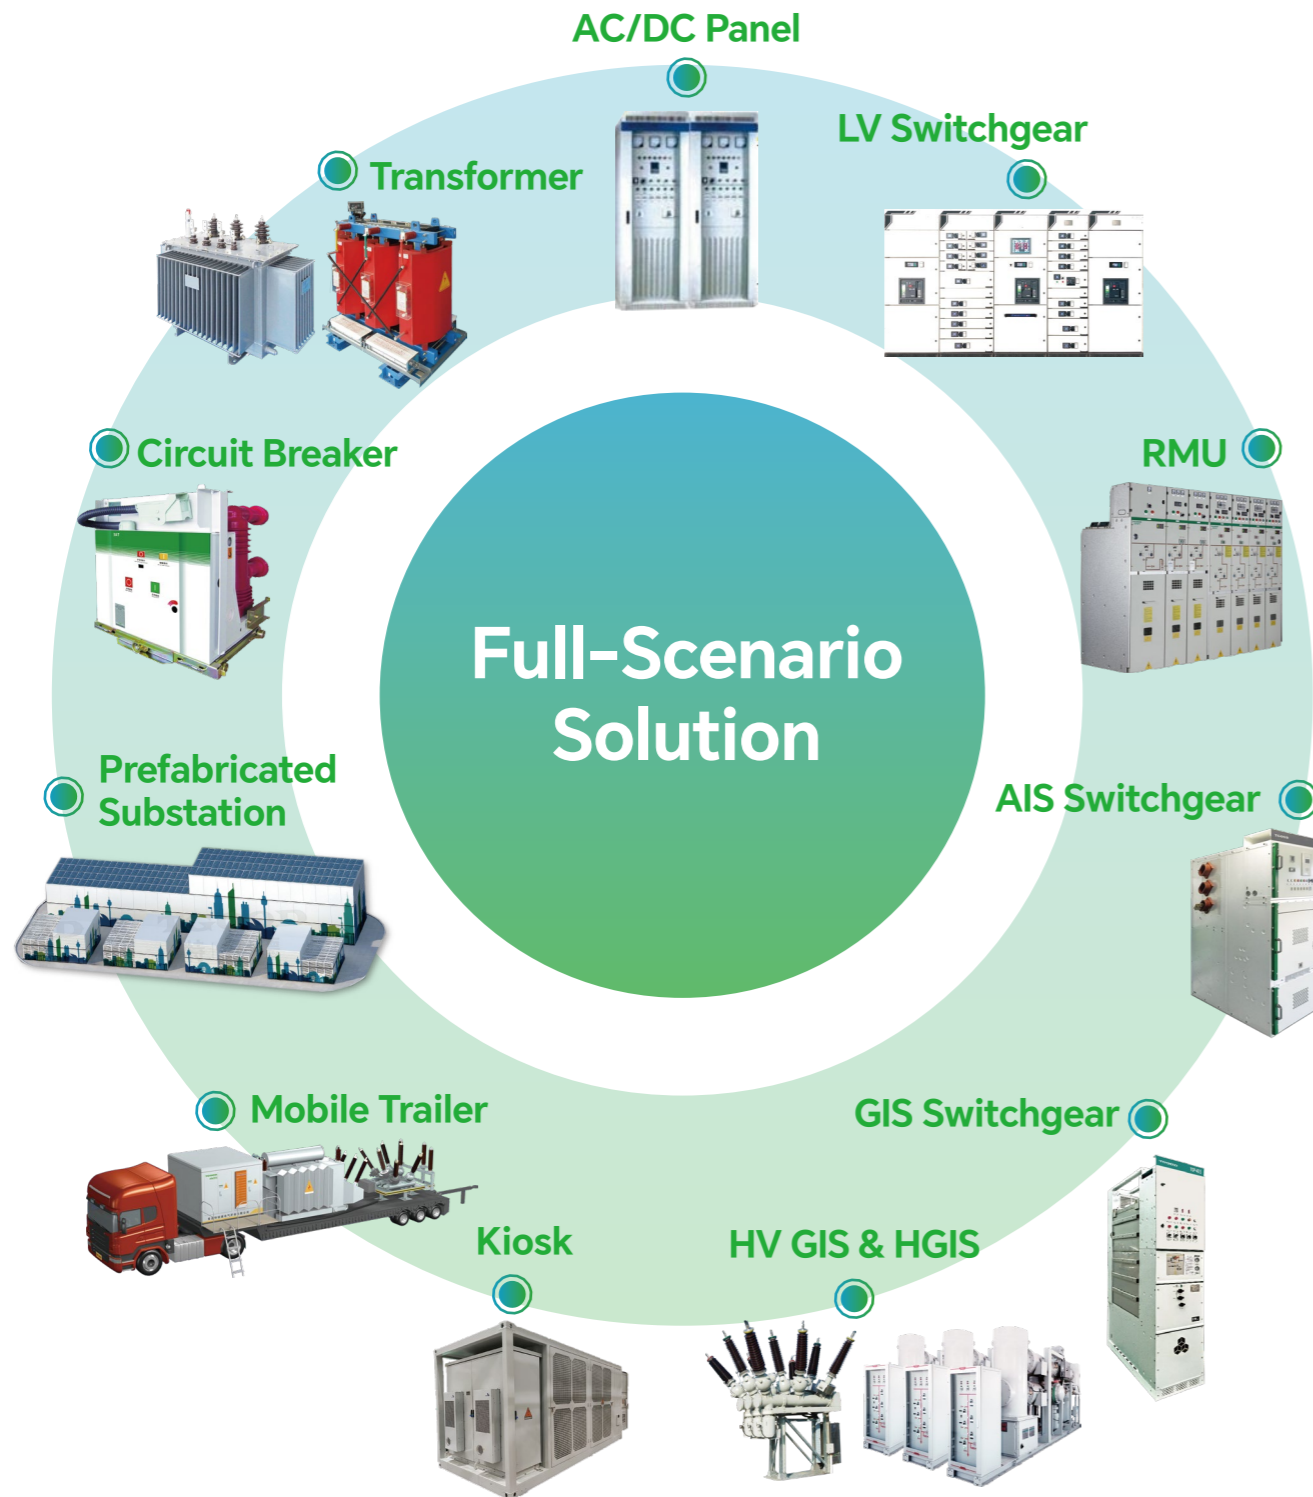 AC/DC Panel
LV Switchgear
Transformer
Circuit Breaker
RMU
Full-Scenario
Solution
Prefabricated
Substation
AIS Switchgear
Mobile Trailer
GIS Switchgear
Kiosk
HV GIS & HGIS